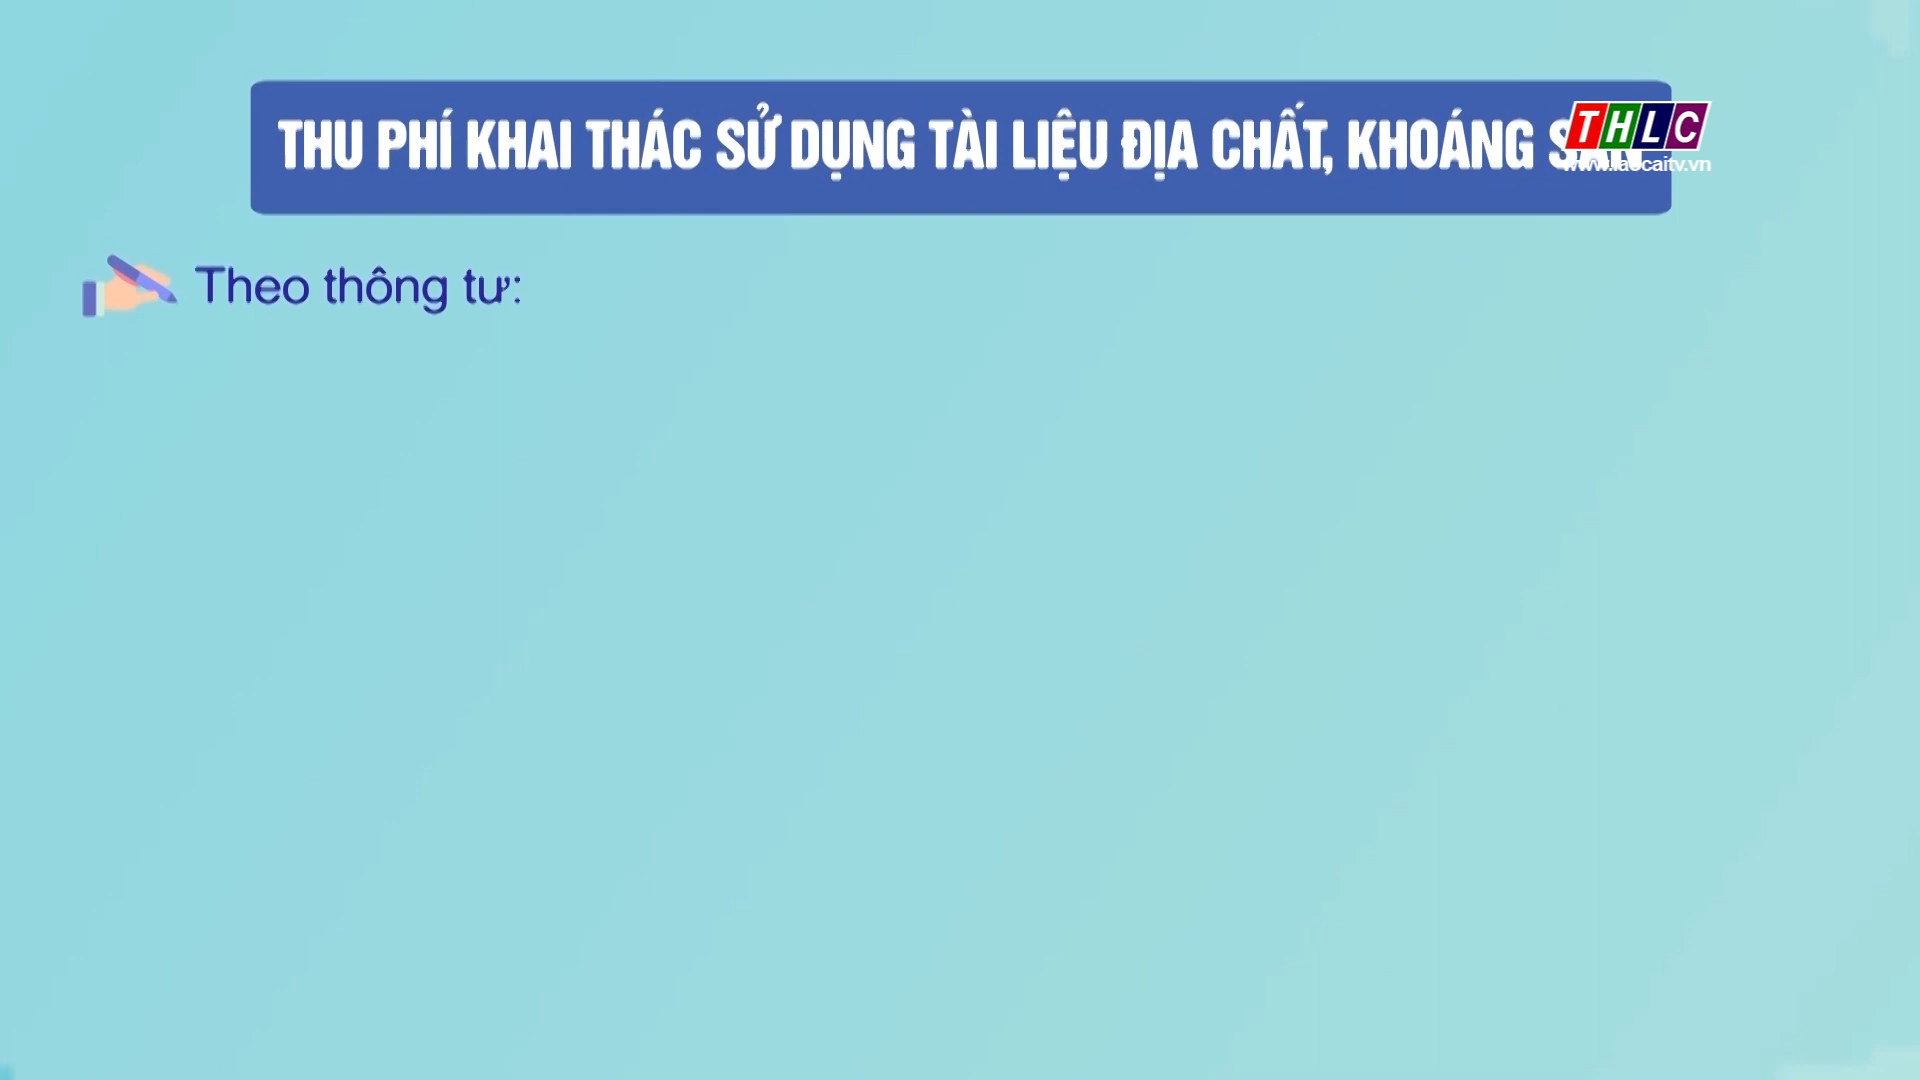 THU PHÍ KHAI THÁC SỬ DỤNG TÀI LIỆU ĐỊA CHẤT, KHOÁNG
THLC
www.laocaitv.vn
Theo thông tư: